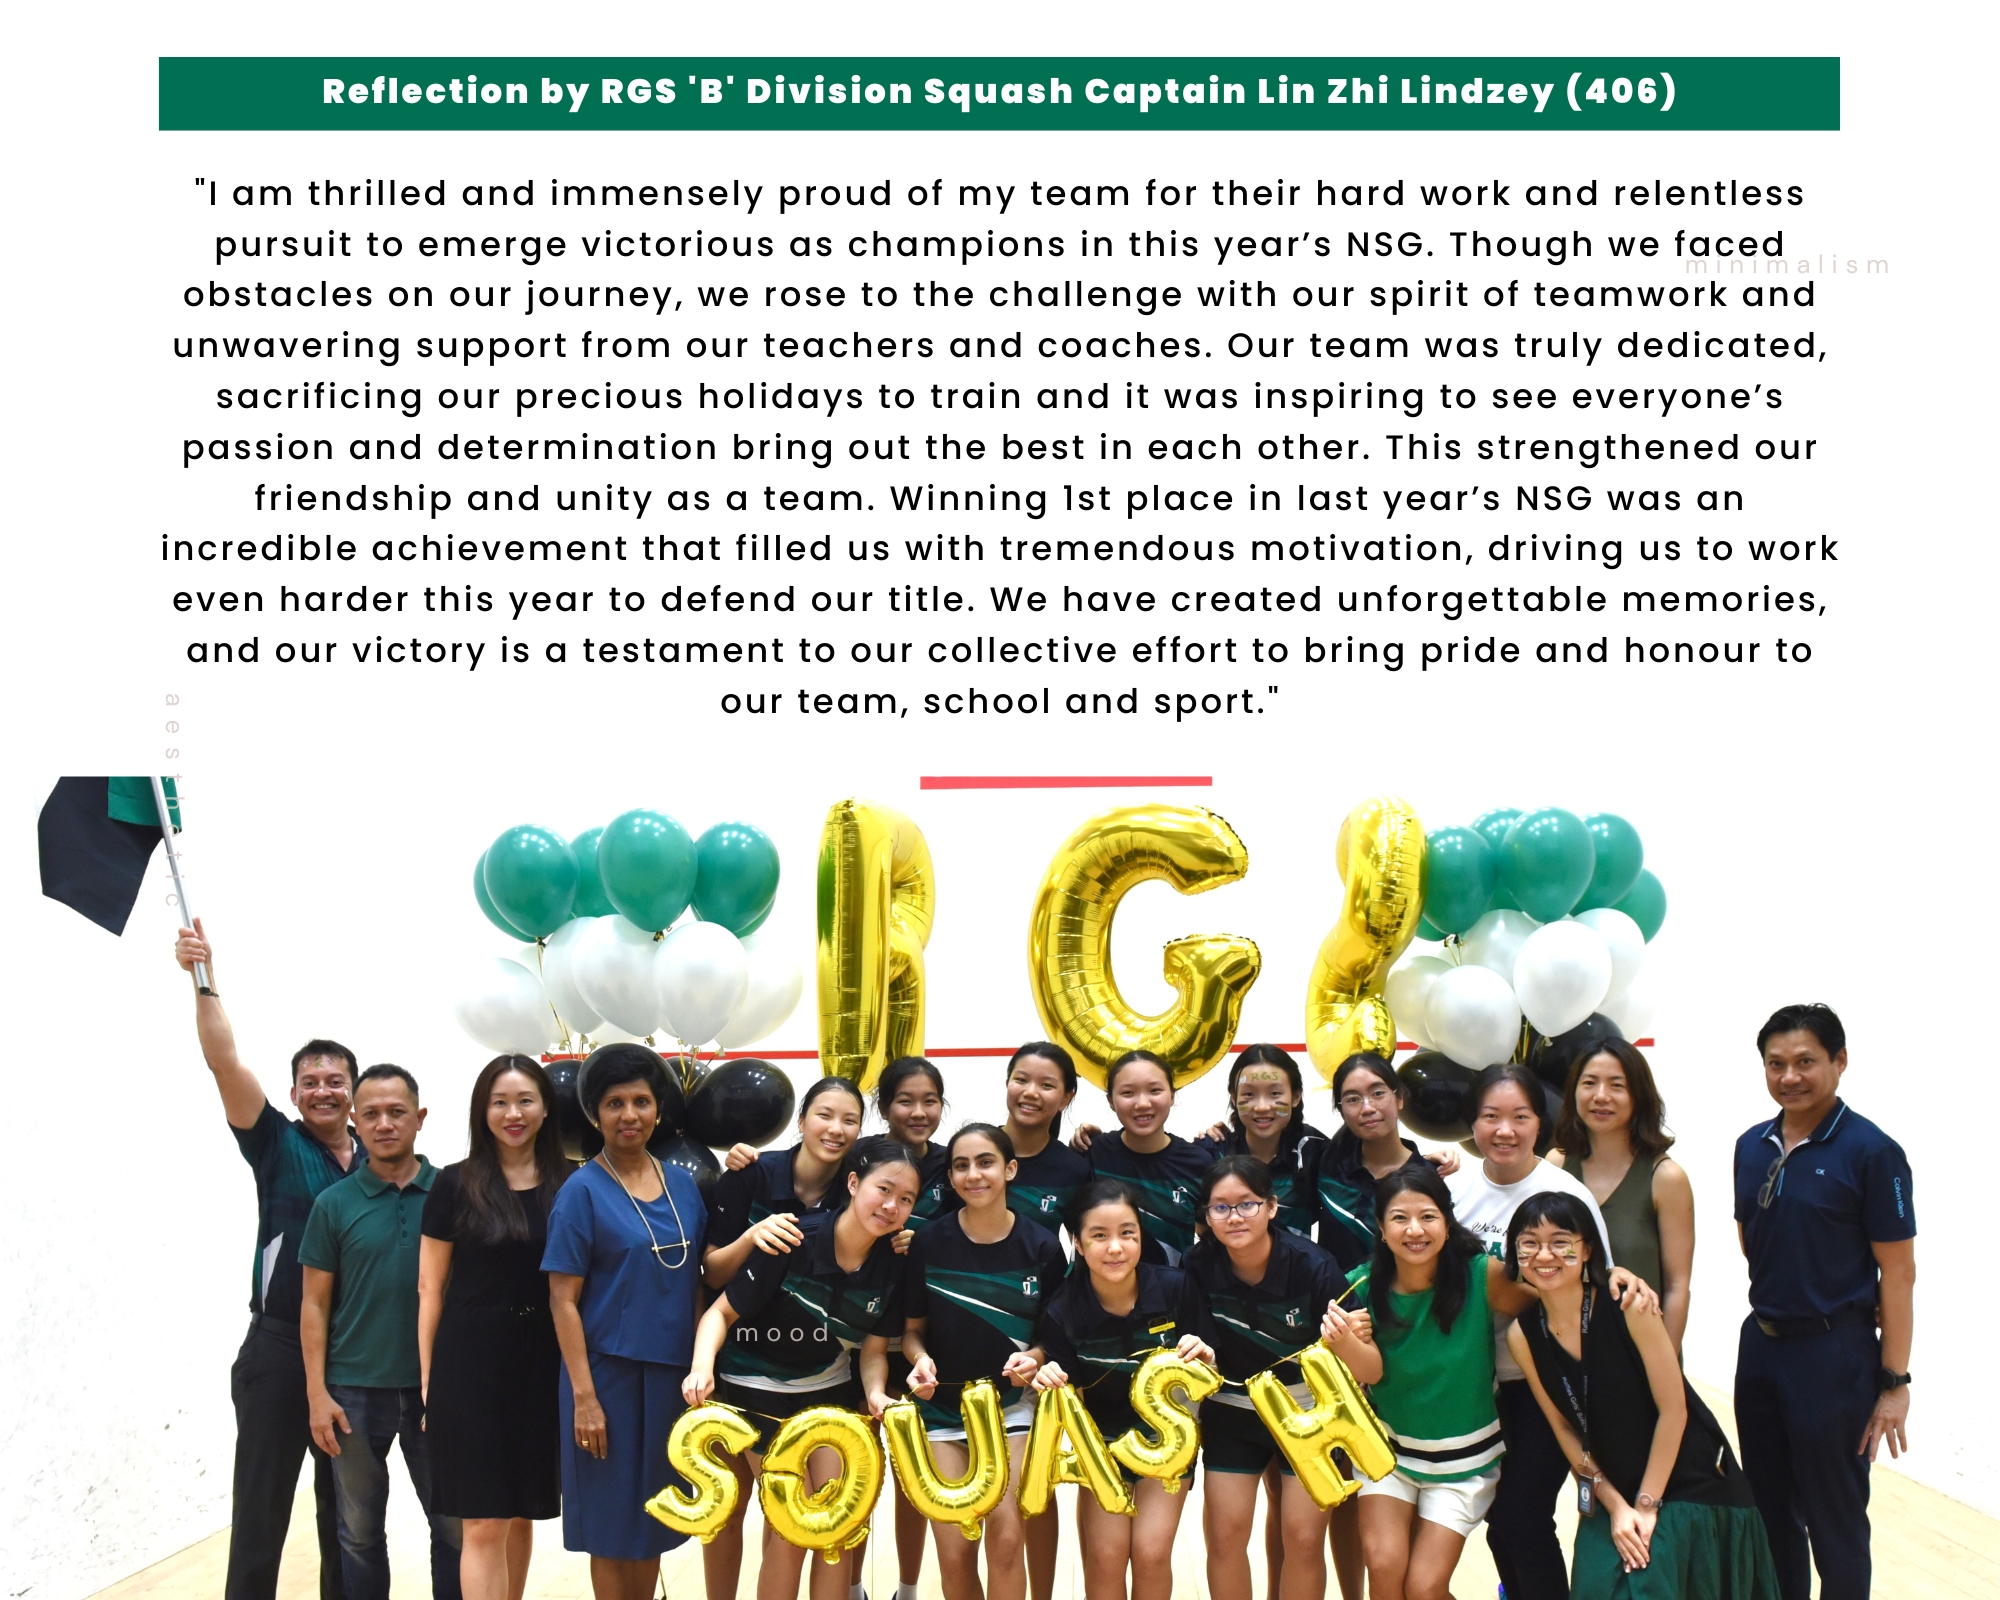 Reflection by RGS 'B' Division Squash Captain Lin Zhi Lindzey (406)
"I am thrilled and immensely proud of my team for their hard work and relentless
pursuit to emerge victorious as champions in this year’s NSG. Though we faced
minimalism
obstacles on our journey, we rose to the challenge with our spirit of teamwork and
unwavering support from our teachers and coaches. Our team was truly dedicated,
sacrificing our precious holidays to train and it was inspiring to see everyone’s
passion and determination bring out the best in each other. This strengthened our
friendship and unity as a team. Winning 1st place in last year’s NSG was an
incredible achievement that filled us with tremendous motivation, driving us to work
even harder this year to defend our title. We have created unforgettable memories,
and our victory is a testament to our collective effort to bring pride and honour to
our team, school and sport."
aesthetic
RGS
RGS
CK
Calvin Klein
We're
mood
SQUASH